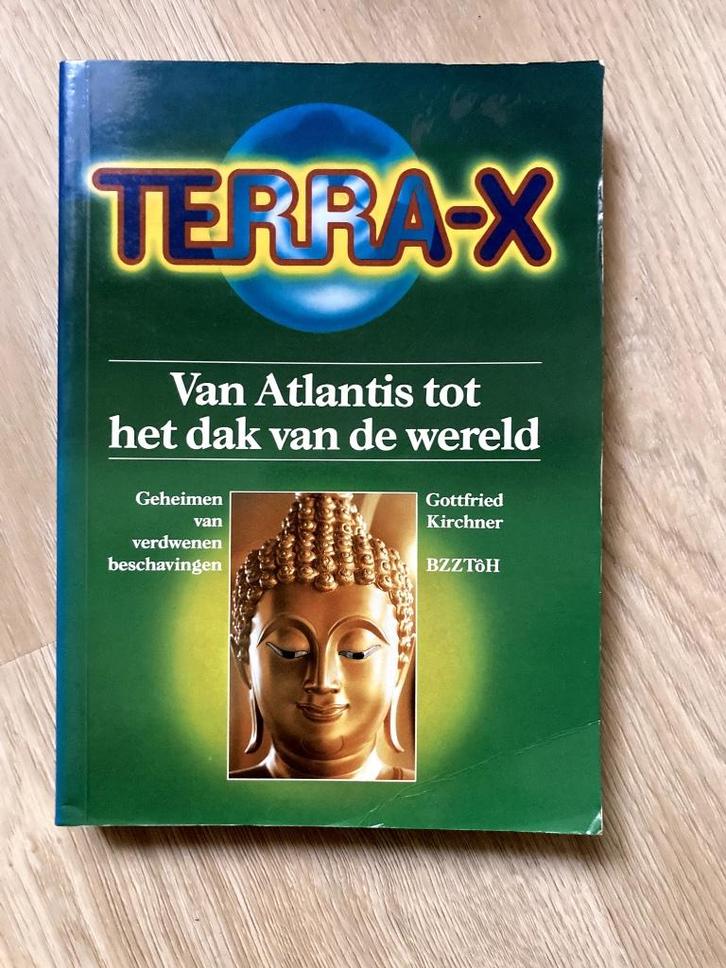 TERRA-X
Van Atlantis tot
het dak van de wereld
Geheimen
van
verdwenen
beschavingen
Gottfried
Kirchner
BZZTôH